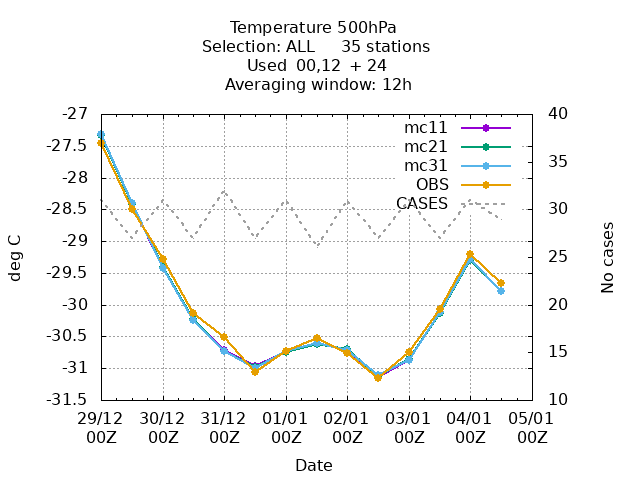 Temperature 500hPa
Selection: ALL 35 stations
Used 00,12 + 24
Averaging window: 12h
-27
-27.5
-28
-28.5
-29
-29.5
-30
-30.5
-31
-31.5
deg C
40
35
30
25
20
15
10
No cases
mc11
mc21
mc31
OBS
CASES
29/12 30/12 31/12 01/01 02/01 03/01 04/01 05/01
00Z 00Z 00Z 00Z 00Z 00Z 00Z 00Z
Date